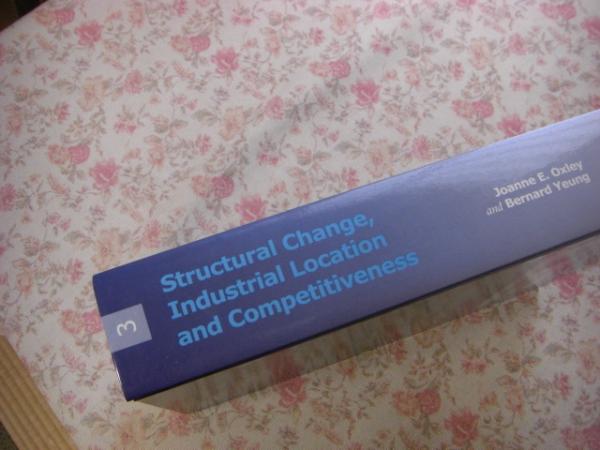 3
Structural Change,
Industrial Location
and Competitiveness
Joanne E. Oxley
and Bernard Yeung